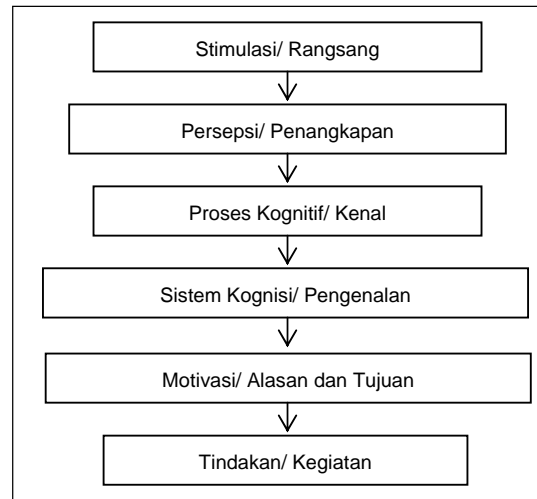 Stimulasi/ Rangsang
Persepsi/ Penangkapan
Proses Kognitif/ Kenal
Sistem Kognisi/ Pengenalan
Motivasi/ Alasan dan Tujuan
Tindakan/ Kegiatan